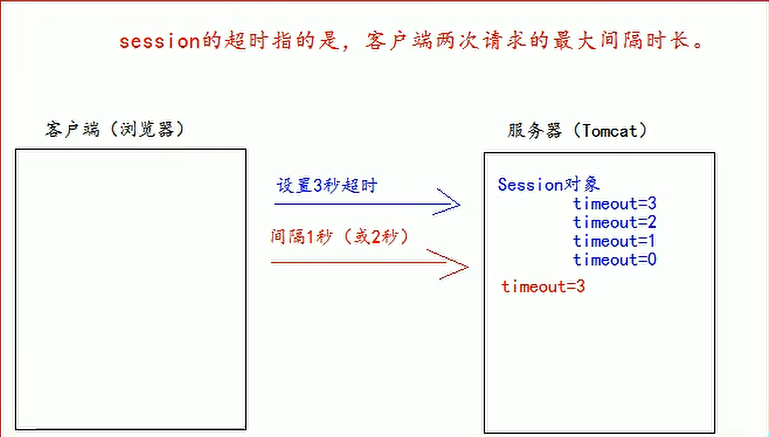 session的超时指的是，客户端两次请求的最大间隔时长。
客户端（浏览器）
服务器（Tomcat）
设置3秒超时
间隔1秒（或2秒）
Session对象
timeout=3
timeout=2
timeout=1
timeout=0
timeout=3